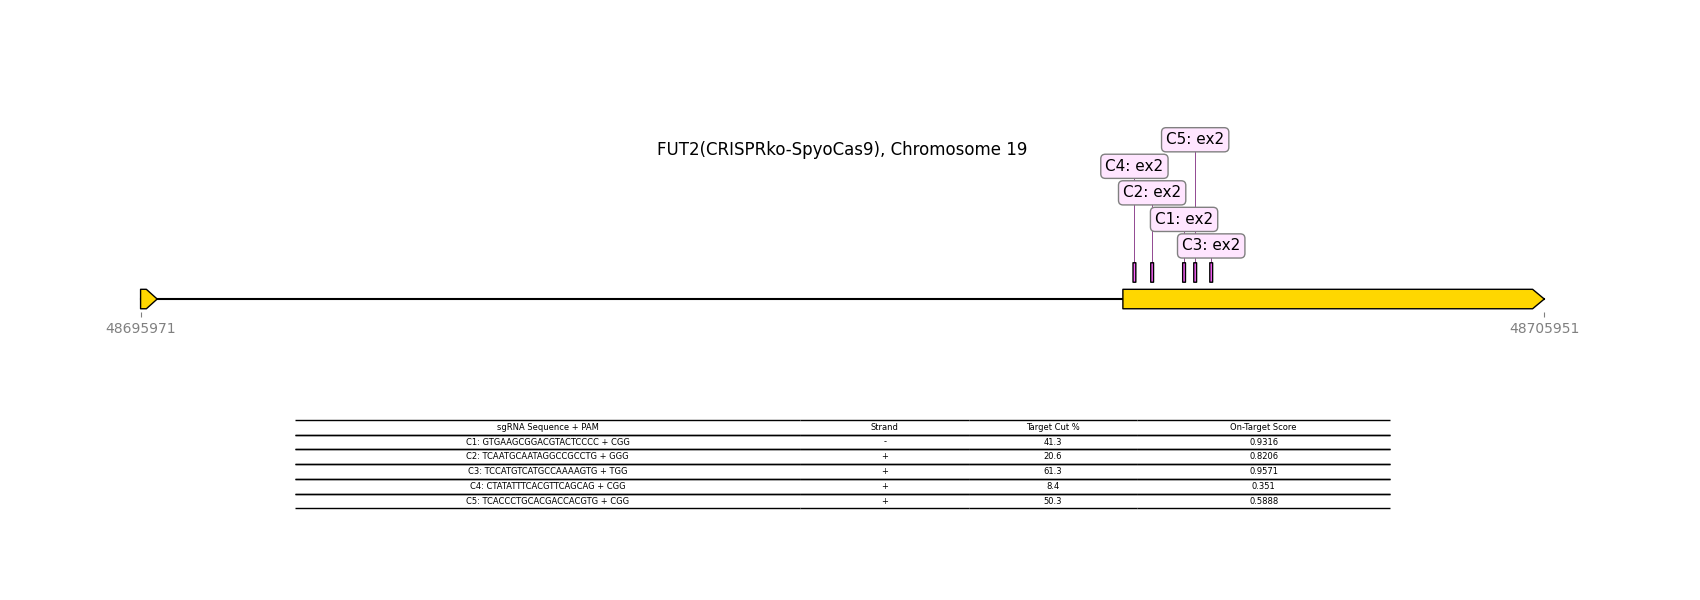 FUT2(CRISPRko-SpyoCas9), Chromosome 19
C5: ex2
C4: ex2
C2: ex2
C1: ex2
C3: ex2
48695971 48705951
sgRNA Sequence + PAM Strand Target Cut % On-Target Score
C1: GTGAAGCGGACGTACTCCCC + CGG - 41.3 0.9316
C2: TCAATGCAATAGGCCGCCTG + GGG + 20.6 0.8206
C3: TCCATGTCATGCCAAAAGTG + TGG + 61.3 0.9571
C4: CTATATTTCACGTTCAGCAG + CGG + 8.4 0.351
C5: TCACCCTGCACGACCACGTG + CGG + 50.3 0.5888